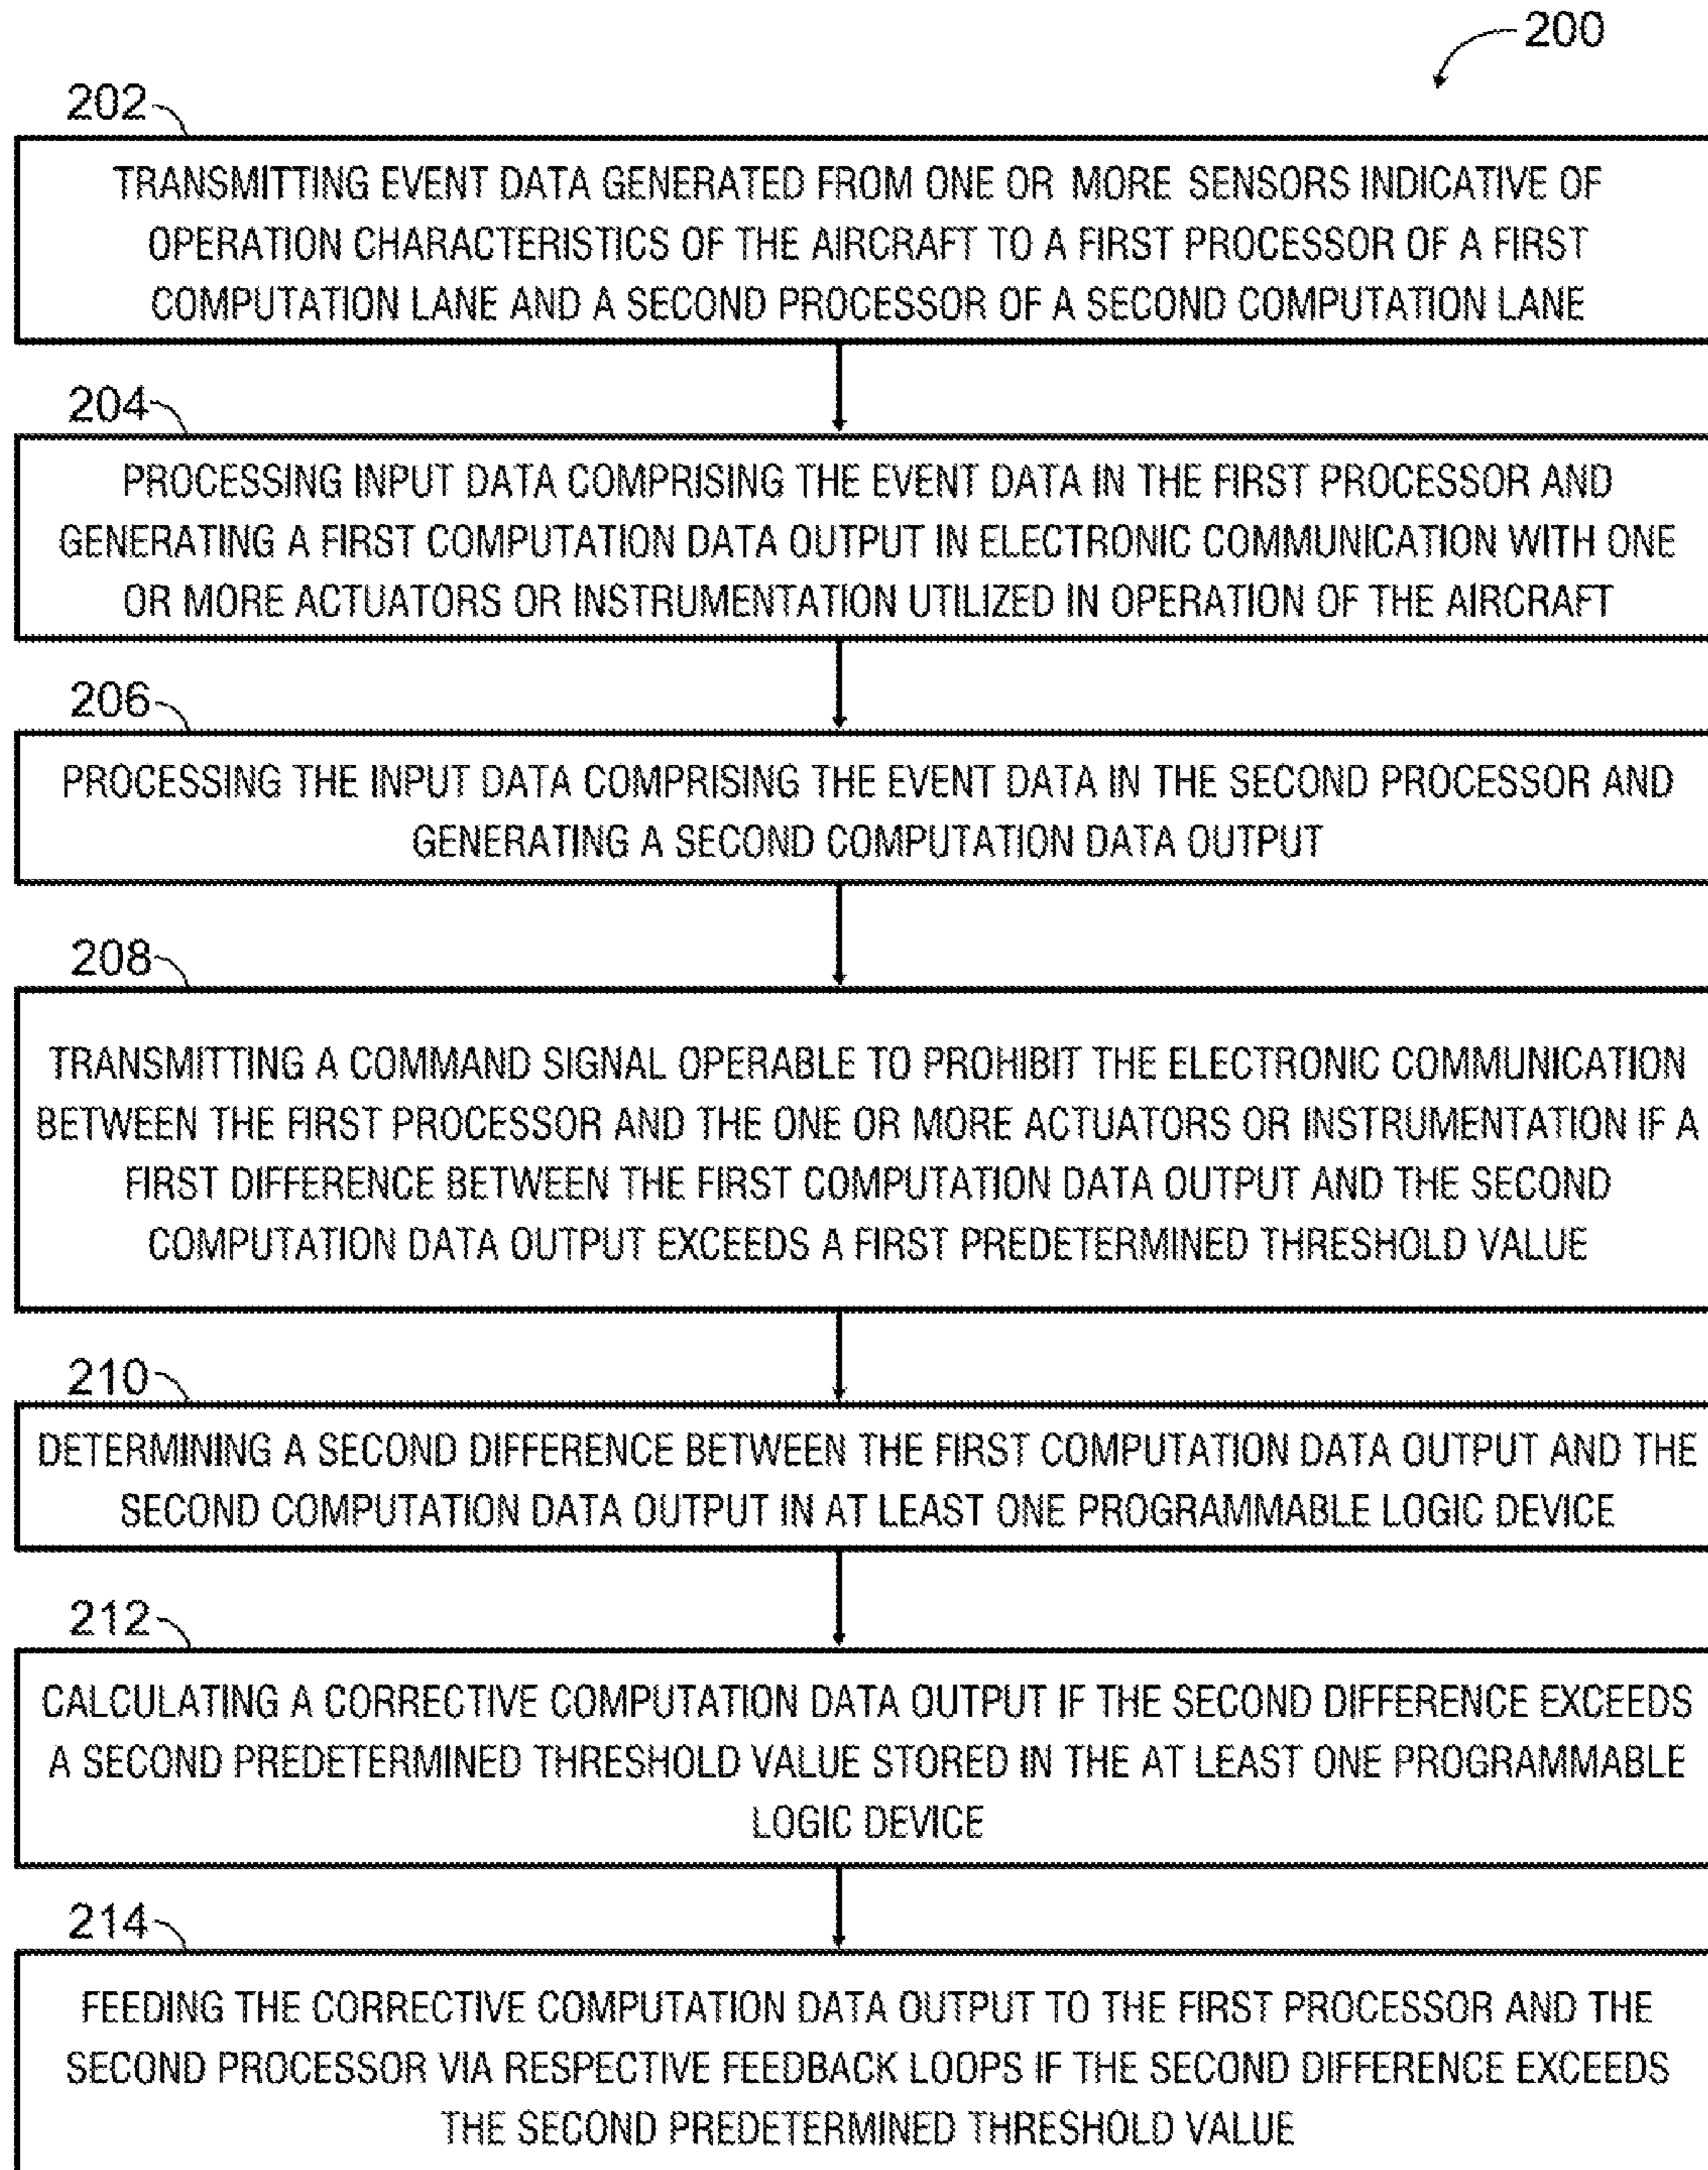 200
202
TRANSMITTING EVENT DATA GENERATED FROM ONE OR MORE SENSORS INDICATIVE OF
OPERATION CHARACTERISTICS OF THE AIRCRAFT TO A FIRST PROCESSOR OF A FIRST
COMPUTATION LANE AND A SECOND PROCESSOR OF A SECOND COMPUTATION LANE
204
PROCESSING INPUT DATA COMPRISING THE EVENT DATA IN THE FIRST PROCESSOR AND
GENERATING A FIRST COMPUTATION DATA OUTPUT IN ELECTRONIC COMMUNICATION WITH ONE
OR MORE ACTUATORS OR INSTRUMENTATION UTILIZED IN OPERATION OF THE AIRCRAFT
206
PROCESSING THE INPUT DATA COMPRISING THE EVENT DATA IN THE SECOND PROCESSOR AND
GENERATING A SECOND COMPUTATION DATA OUTPUT
208
TRANSMITTING A COMMAND SIGNAL OPERABLE TO PROHIBIT THE ELECTRONIC COMMUNICATION
BETWEEN THE FIRST PROCESSOR AND THE ONE OR MORE ACTUATORS OR INSTRUMENTATION IF A
FIRST DIFFERENCE BETWEEN THE FIRST COMPUTATION DATA OUTPUT AND THE SECOND
COMPUTATION DATA OUTPUT EXCEEDS A FIRST PREDETERMINED THRESHOLD VALUE
210
DETERMINING A SECOND DIFFERENCE BETWEEN THE FIRST COMPUTATION DATA OUTPUT AND THE
SECOND COMPUTATION DATA OUTPUT IN AT LEAST ONE PROGRAMMABLE LOGIC DEVICE
212
CALCULATING A CORRECTIVE COMPUTATION DATA OUTPUT IF THE SECOND DIFFERENCE EXCEEDS
A SECOND PREDETERMINED THRESHOLD VALUE STORED IN THE AT LEAST ONE PROGRAMMABLE
LOGIC DEVICE
214
FEEDING THE CORRECTIVE COMPUTATION DATA OUTPUT TO THE FIRST PROCESSOR AND THE
SECOND PROCESSOR VIA RESPECTIVE FEEDBACK LOOPS IF THE SECOND DIFFERENCE EXCEEDS
THE SECOND PREDETERMINED THRESHOLD VALUE